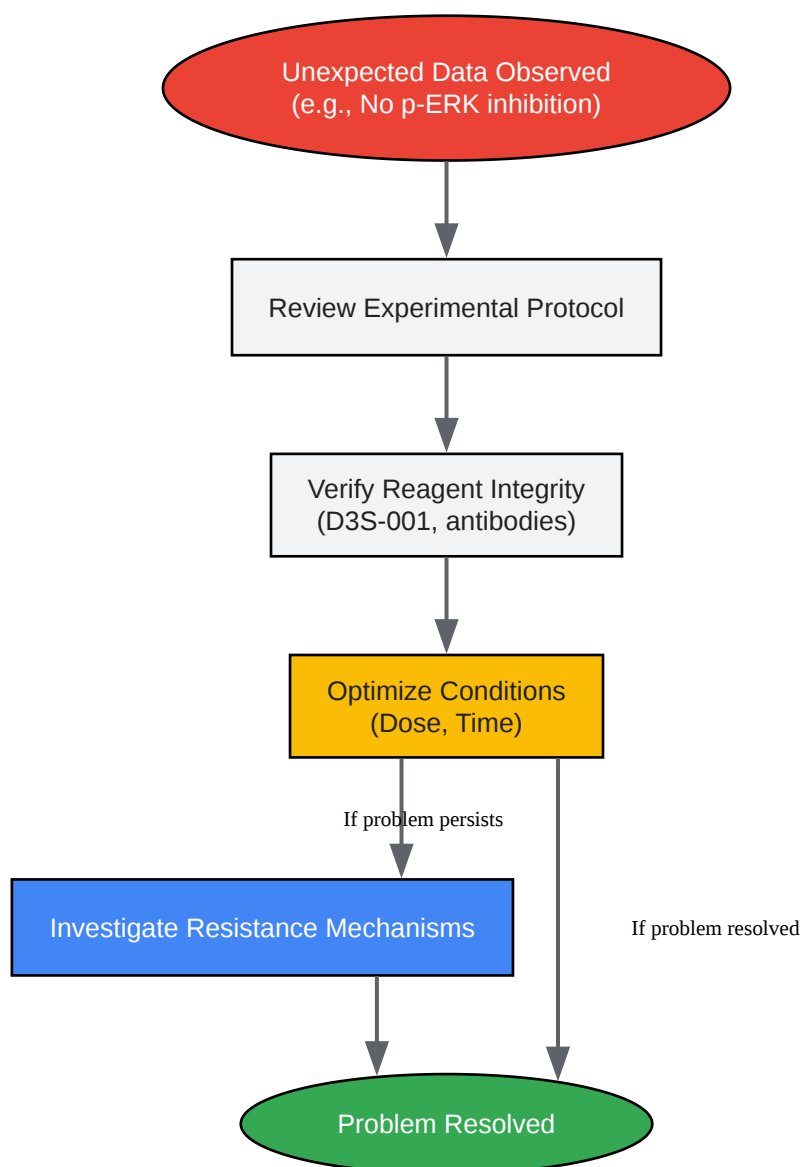 Unexpected Data Observed
(e.g., No p-ERK inhibition)
Review Experimental Protocol
Verify Reagent Integrity
(D3S-001, antibodies)
Optimize Conditions
(Dose, Time)
If problem persists
Investigate Resistance Mechanisms
If problem resolved
Problem Resolved